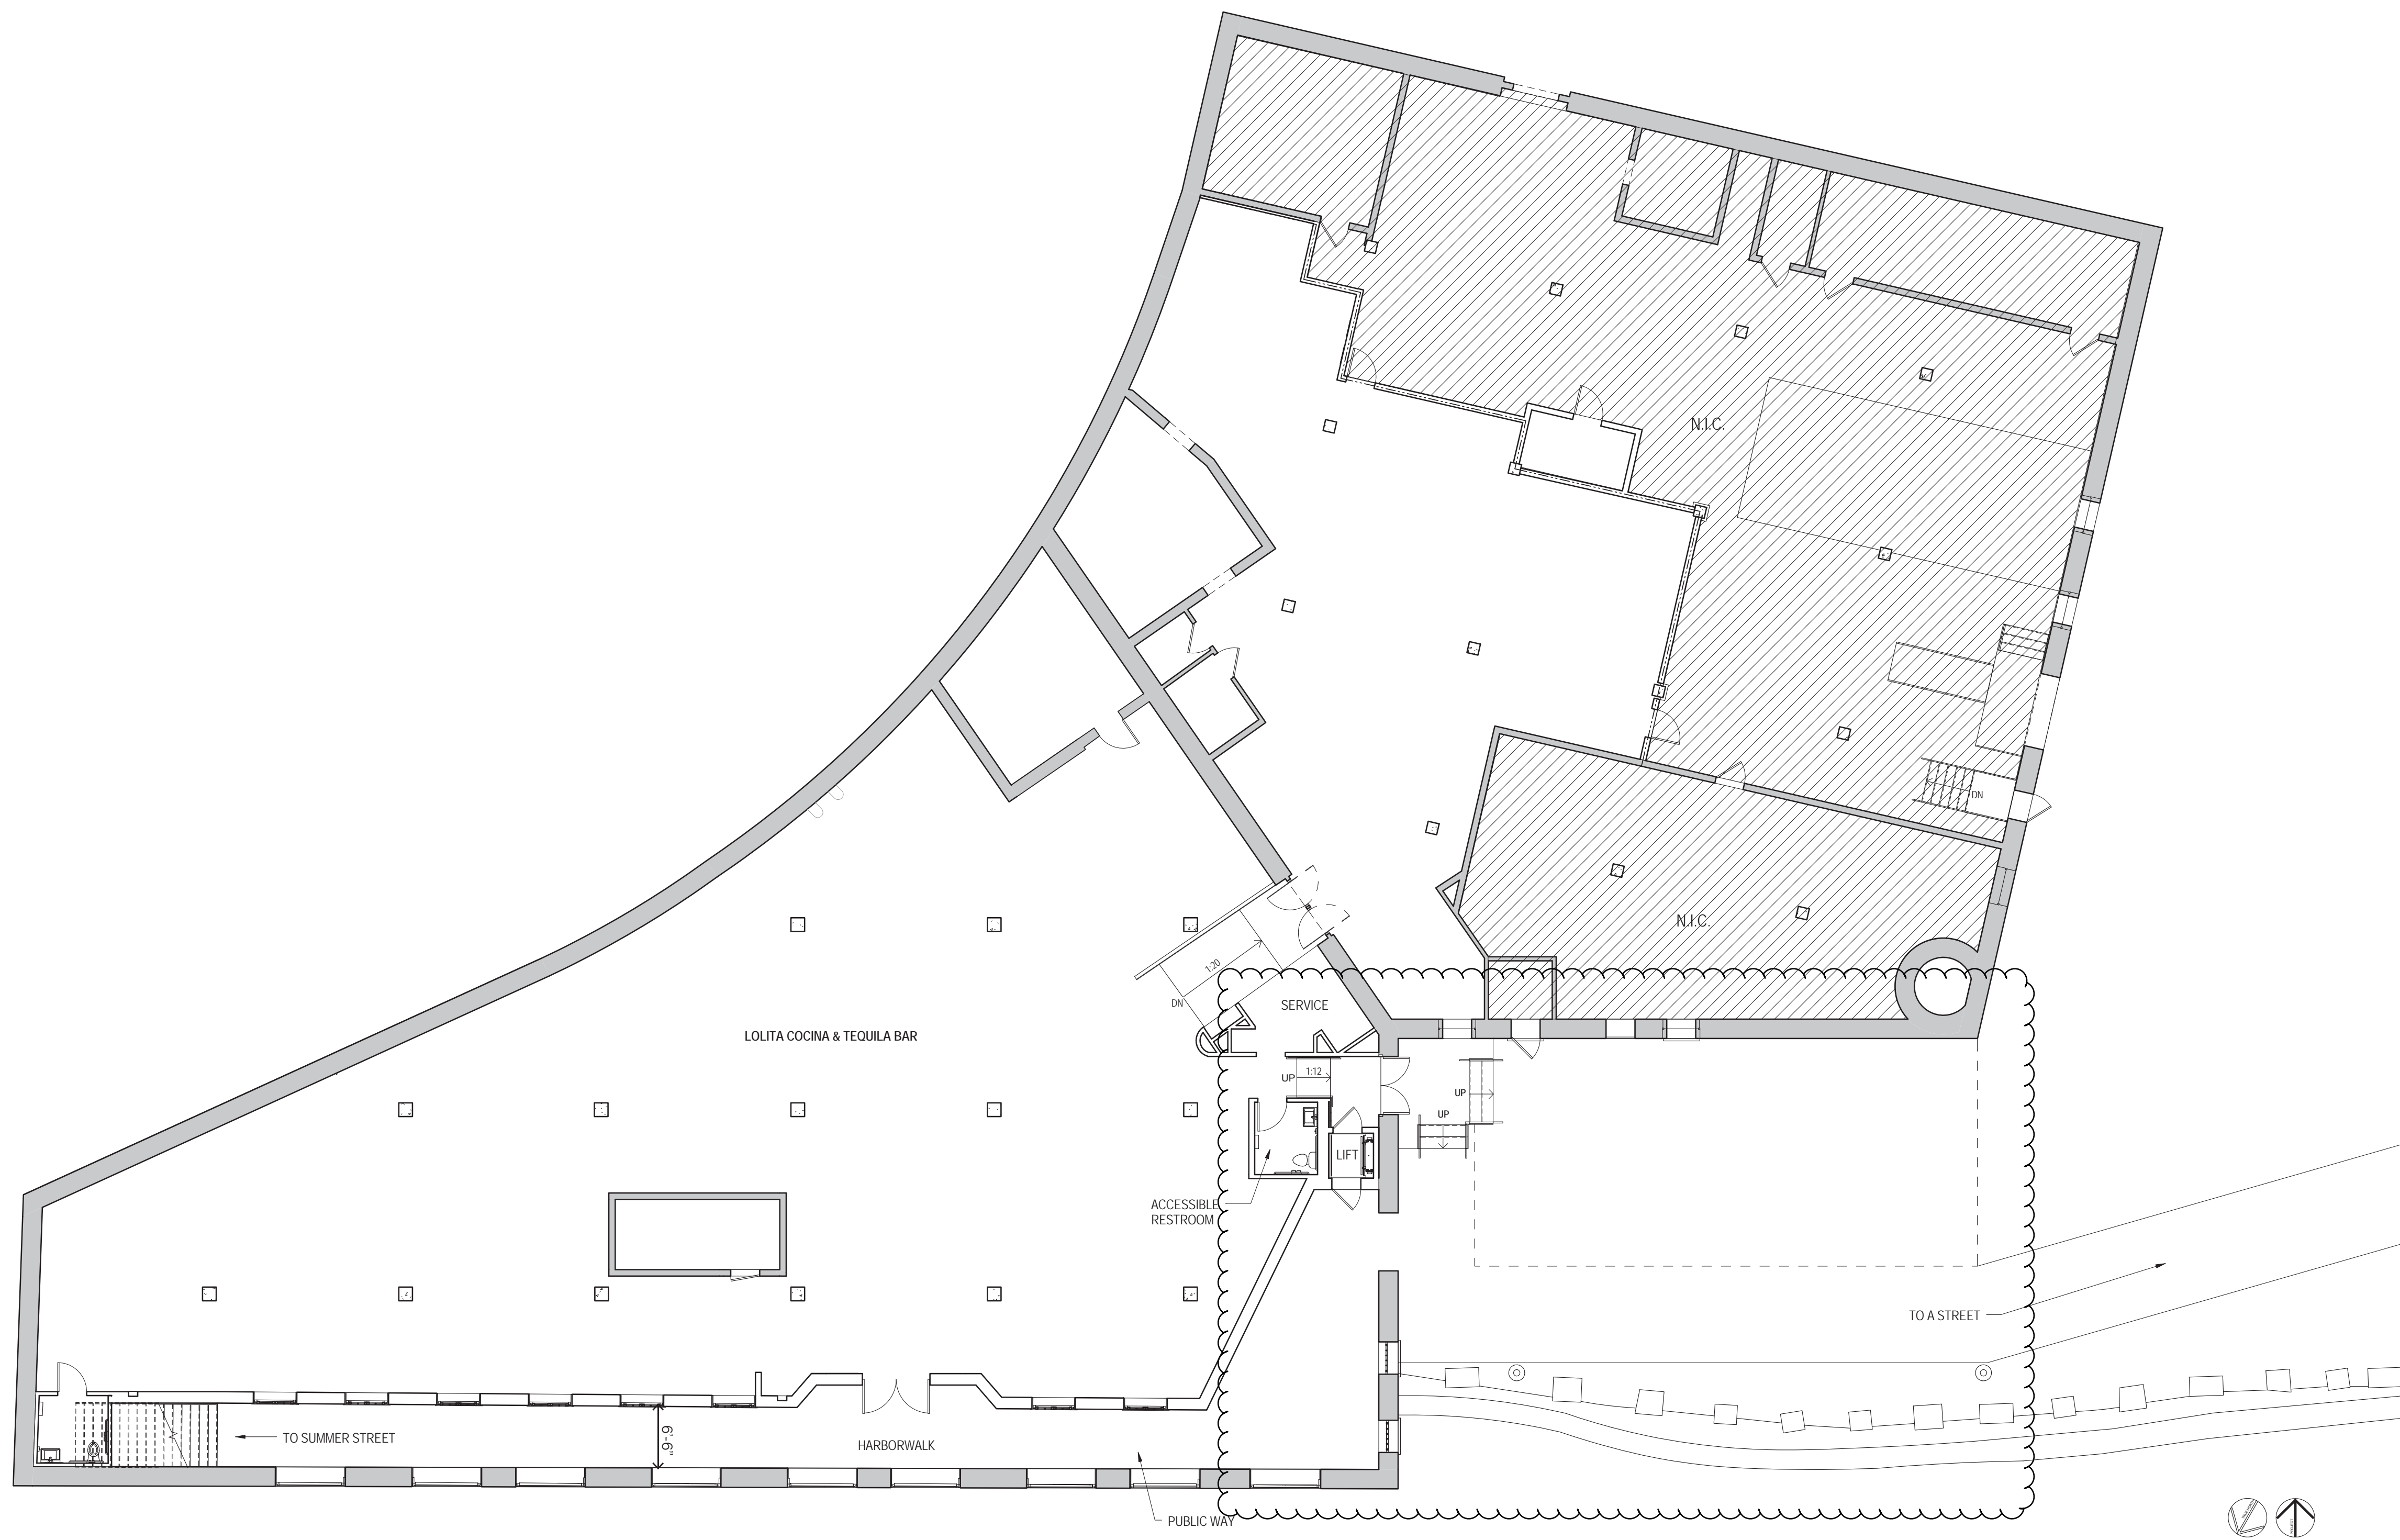 N.I.C.
DN
N.I.C.
1:20
DN
SERVICE
LOLITA COCINA & TEQUILA BAR
UP
1:12
UP
UP
LIFT
ACCESSIBLE
RESTROOM
TO A STREET
TO SUMMER STREET
6'-6"
HARBORWALK
PUBLIC WAY